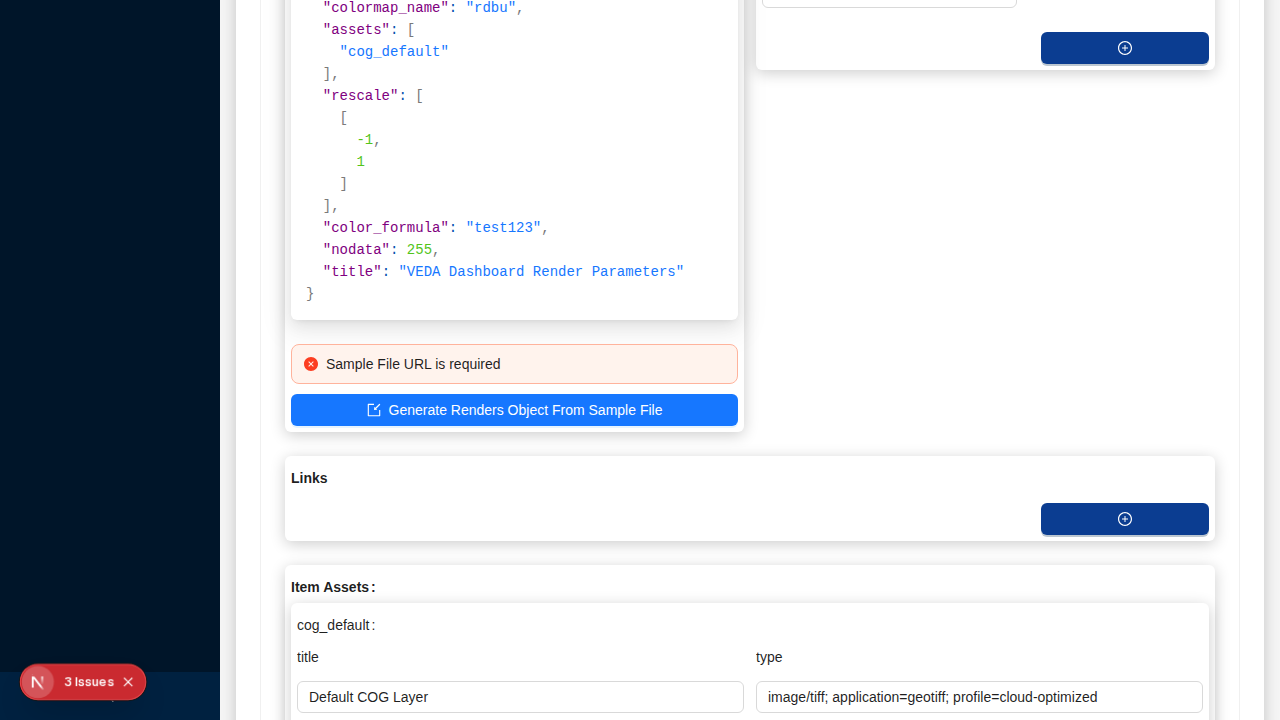 "colormap_name": "rdbu",
"assets": [
"cog_default"
],
"rescale": [
[
-1,
1
]
],
"color_formula": "test123",
"nodata": 255,
"title": "VEDA Dashboard Render Parameters"
}
Sample File URL is required
Generate Renders Object From Sample File
Links
Item Assets:
cog_default:
title
type
Default COG Layer
image/tiff; application=geotiff; profile=cloud-optimized
N 3 Issues